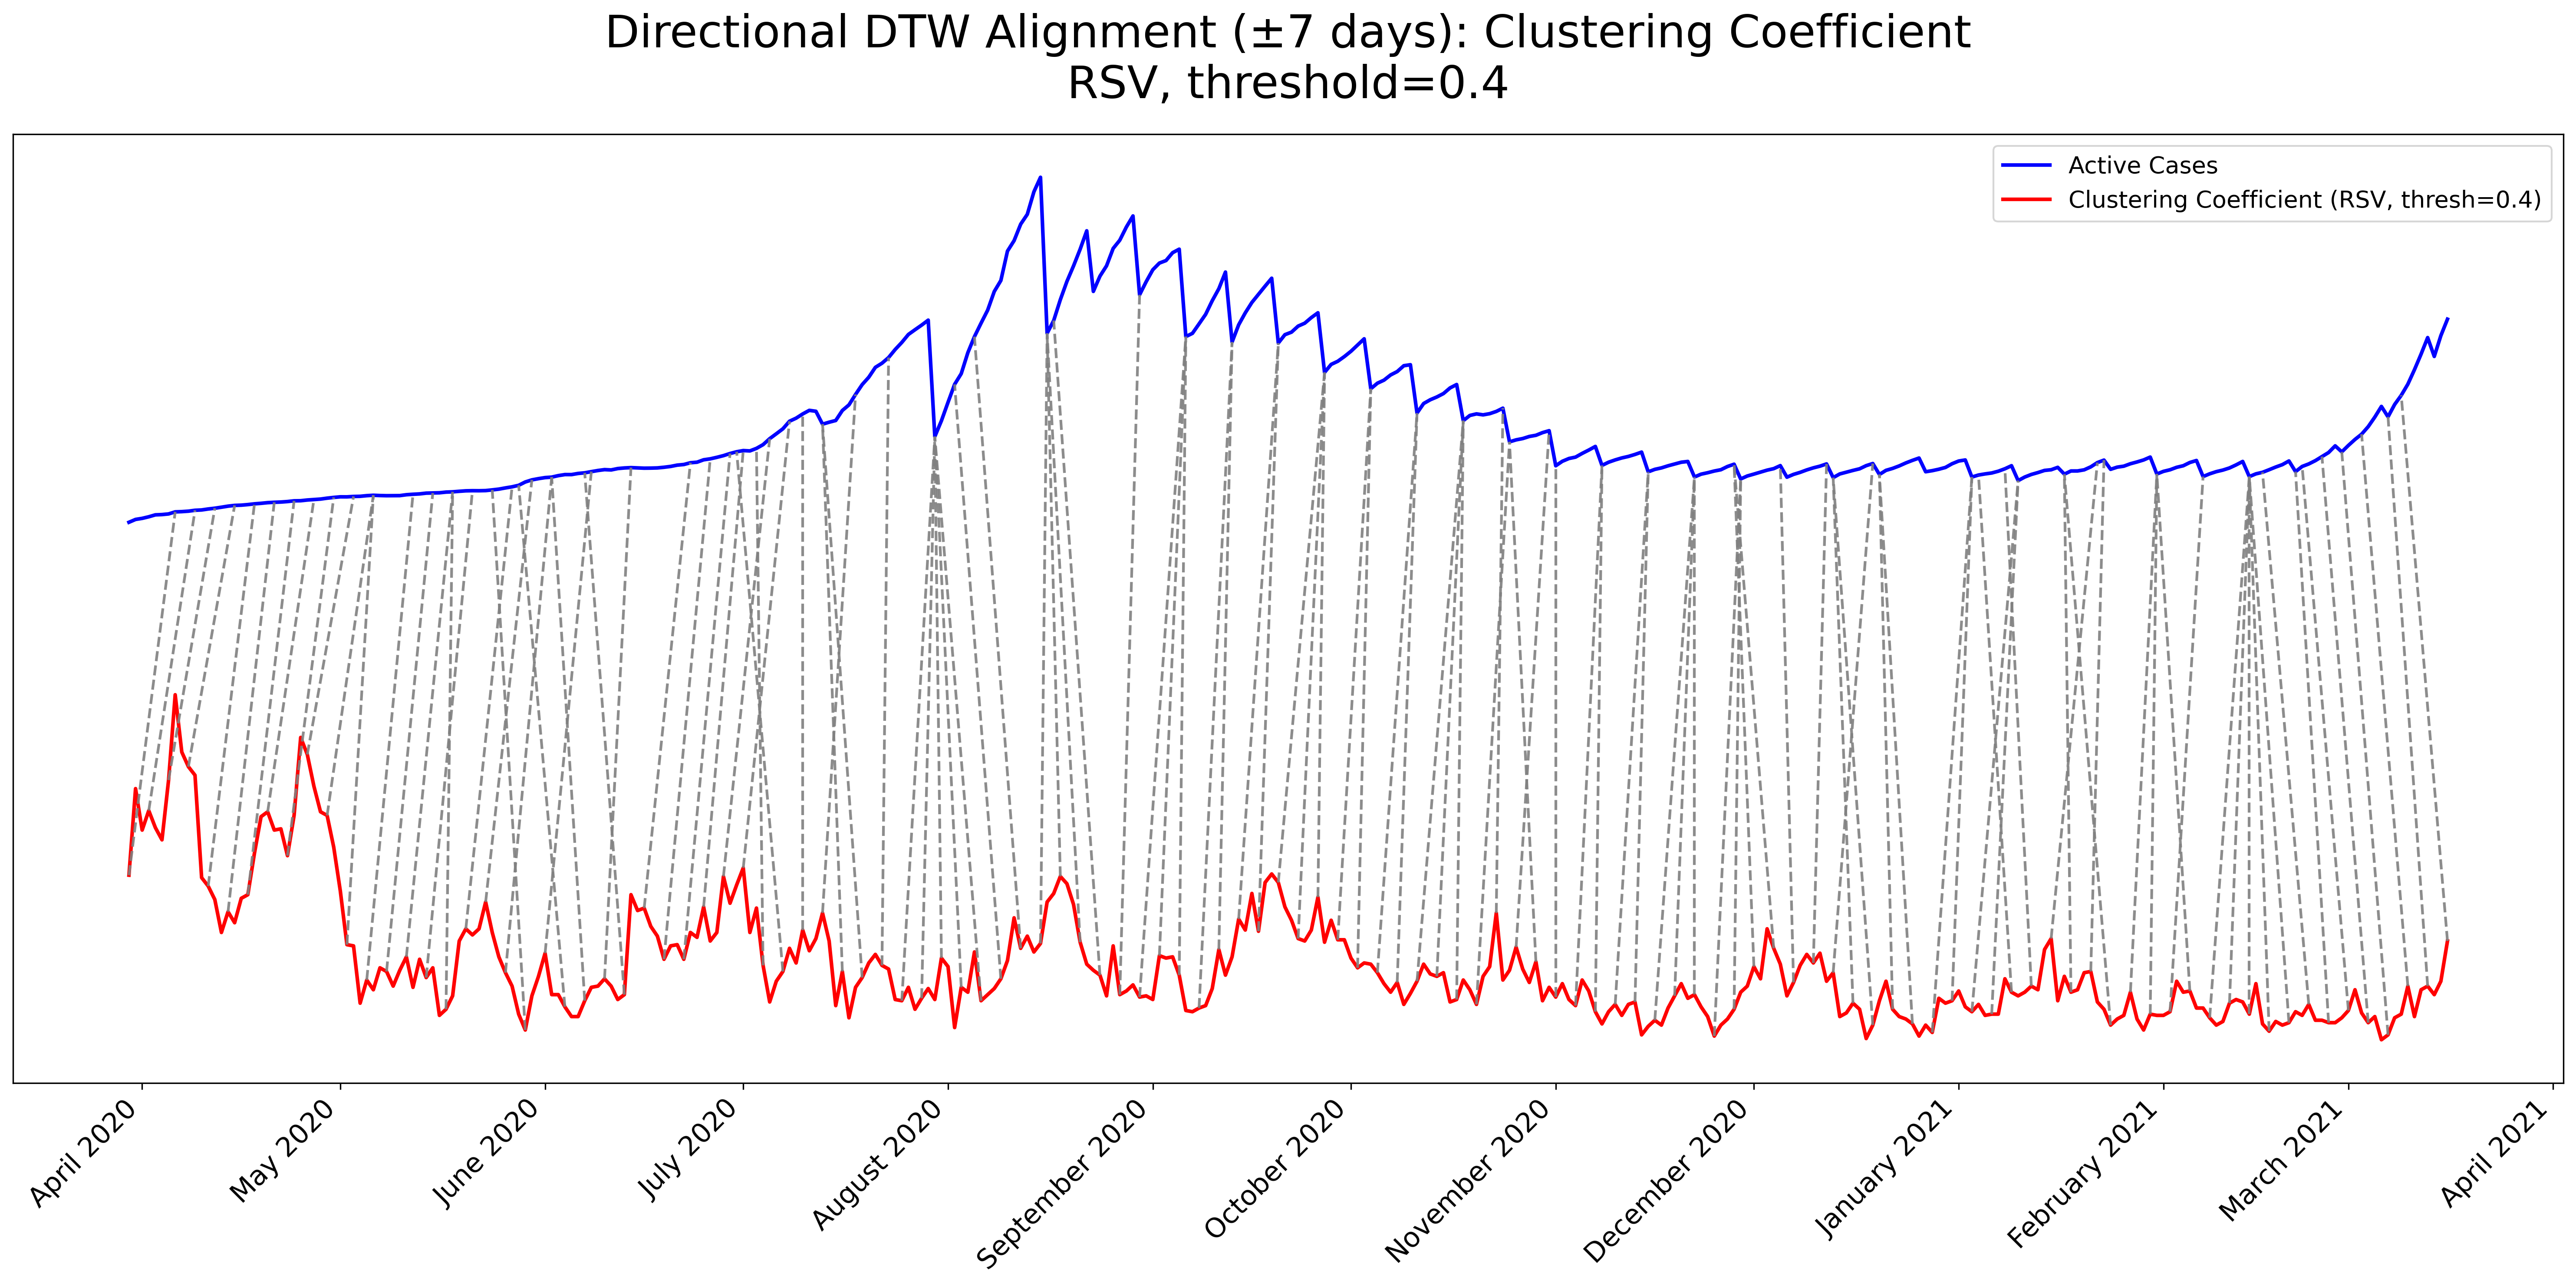 Directional DTW Alignment (±7 days): Clustering Coefficient
RSV, threshold=0.4
Active Cases
Clustering Coefficient (RSV, thresh=0.4)
April 2020
May 2020
June 2020
July 2020
August 2020
September 2020
October 2020
November 2020
December 2020
January 2021
February 2021
March 2021
April 2021